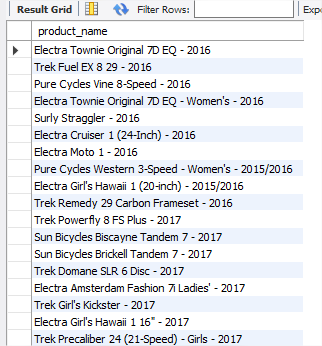 Result Grid Filter Rows: Expo
product_name
Electra Townie Original 7D EQ - 2016
Trek Fuel EX 8 29 - 2016
Pure Cycles Vine 8-Speed - 2016
Electra Townie Original 7D EQ - Women's - 2016
Surly Straggler - 2016
Electra Cruiser 1 (24-Inch) - 2016
Electra Moto 1 - 2016
Pure Cycles Western 3-Speed - Women's - 2015/2016
Electra Girl's Hawaii 1 (20-inch) - 2015/2016
Trek Remedy 29 Carbon Frameset - 2016
Trek Powerfly 8 FS Plus - 2017
Sun Bicycles Biscayne Tandem 7 - 2017
Sun Bicycles Brickell Tandem 7 - 2017
Trek Domane SLR 6 Disc - 2017
Electra Amsterdam Fashion 7i Ladies' - 2017
Trek Girl's Kickster - 2017
Electra Girl's Hawaii 1 16" - 2017
Trek Precaliber 24 (21-Speed) - Girls - 2017